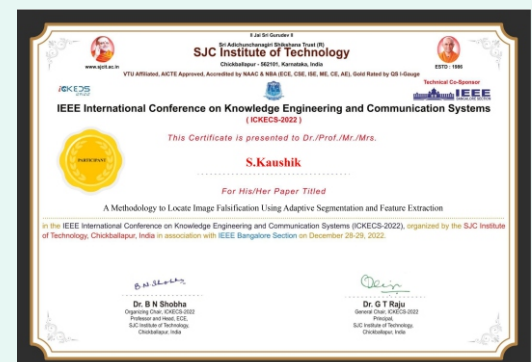 || Jai Sri Gurudev ||
Sri Adichunchanagiri Shikshana Trust (R)
SJC Institute of Technology
Chickballapur - 562101, Karnataka, India
www.sjcit.ac.in
ESTD : 1986
VTU Affiliated, AICTE Approved, Accredited by NAAC & NBA (ECE, CSE, ISE, ME, CE, AE), Gold Rated by QS I-Gauge
Technical Co-Sponsor
ICKECS
IEEE
BANGALORE SECTION
IEEE International Conference on Knowledge Engineering and Communication Systems
( ICKECS-2022 )
This Certificate is presented to Dr./Prof./Mr./Mrs.
PARTICIPANT
S.Kaushik
For His/Her Paper Titled
A Methodology to Locate Image Falsification Using Adaptive Segmentation and Feature Extraction
in the IEEE International Conference on Knowledge Engineering and Communication Systems (ICKECS-2022), organized by the SJC Institute
of Technology, Chickballapur, India in association with IEEE Bangalore Section on December 28-29, 2022.
B.N.Shobha
Dr. B N Shobha
Organizing Chair, ICKECS-2022
Professor and Head, ECE,
SJC Institute of Technology,
Chickballapur, India
Dr. G T Raju
General Chair, ICKECS-2022
Principal,
SJC Institute of Technology,
Chickballapur, India